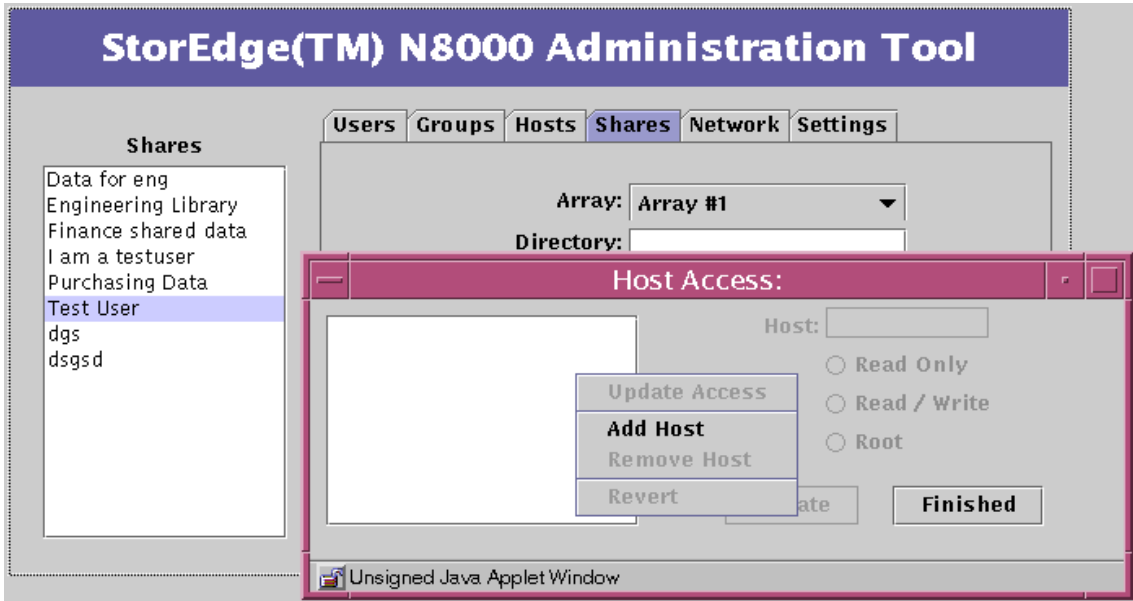 StorEdge(TM) N8000 Administration Tool
Users Groups Hosts Shares Network Settings
Shares
Data for eng
Engineering Library
Finance shared data
I am a testuser
Purchasing Data
Test User
dgs
dsgsd
Array: Array #1
Directory:
Host Access:
Host:
Read Only
Read / Write
Root
Update Access
Add Host
Remove Host
Revert
Finished
Unsigned Java Applet Window